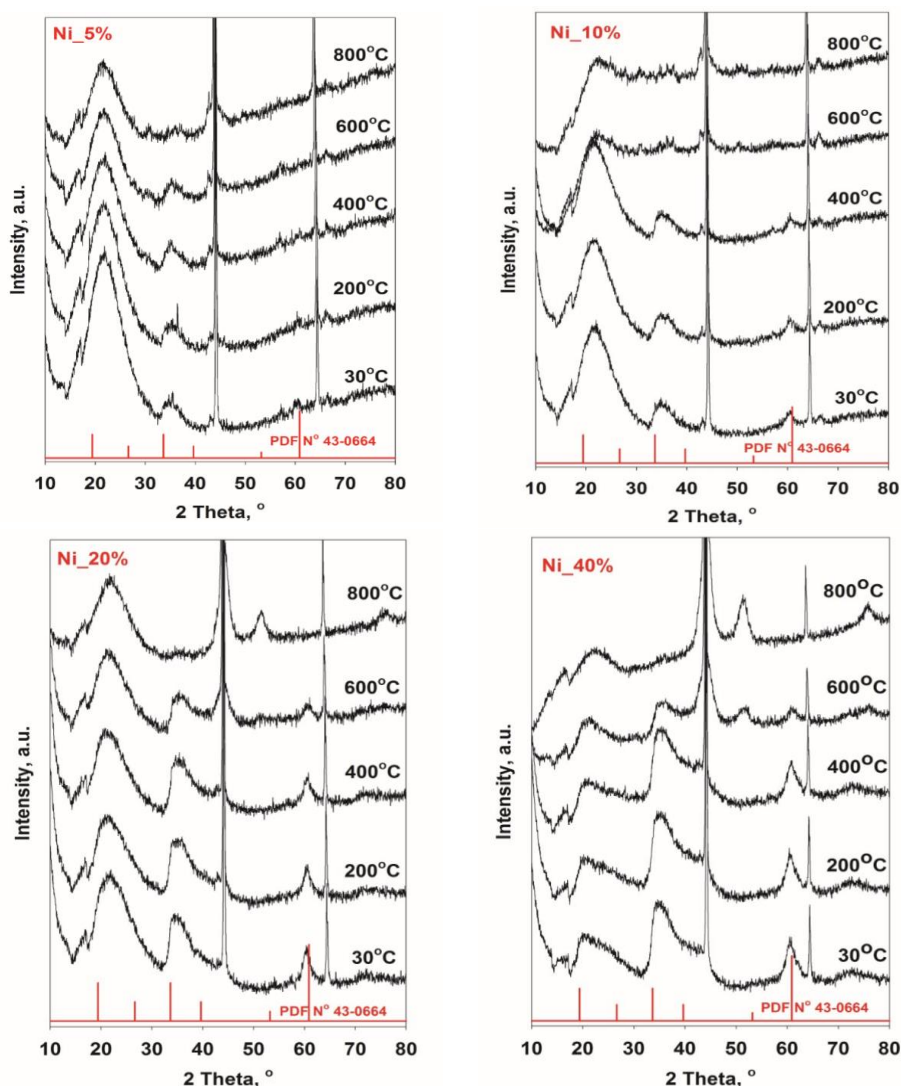 Ni_5%
800°C
600°C
400°C
200°C
30°C
PDF N° 43-0664
Intensity, a.u.
10 20 30 40 50 60 70 80
2 Theta, °
Ni_10%
800°C
600°C
400°C
200°C
30°C
PDF N° 43-0664
Intensity, a.u.
10 20 30 40 50 60 70 80
2 Theta, °
Ni_20%
800°C
600°C
400°C
200°C
30°C
PDF N° 43-0664
Intensity, a.u.
10 20 30 40 50 60 70 80
2 Theta, °
Ni_40%
800°C
600°C
400°C
200°C
30°C
PDF N° 43-0664
Intensity, a.u.
10 20 30 40 50 60 70 80
2 Theta, °